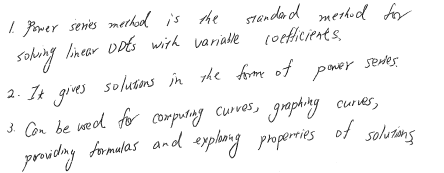 1. Power series method is the standard method for
solving linear ODEs with variable coefficients.
2. It gives solutions in the form of power series.
3. Can be used for computing curves, graphing curves,
providing formulas and exploring properties of solutions